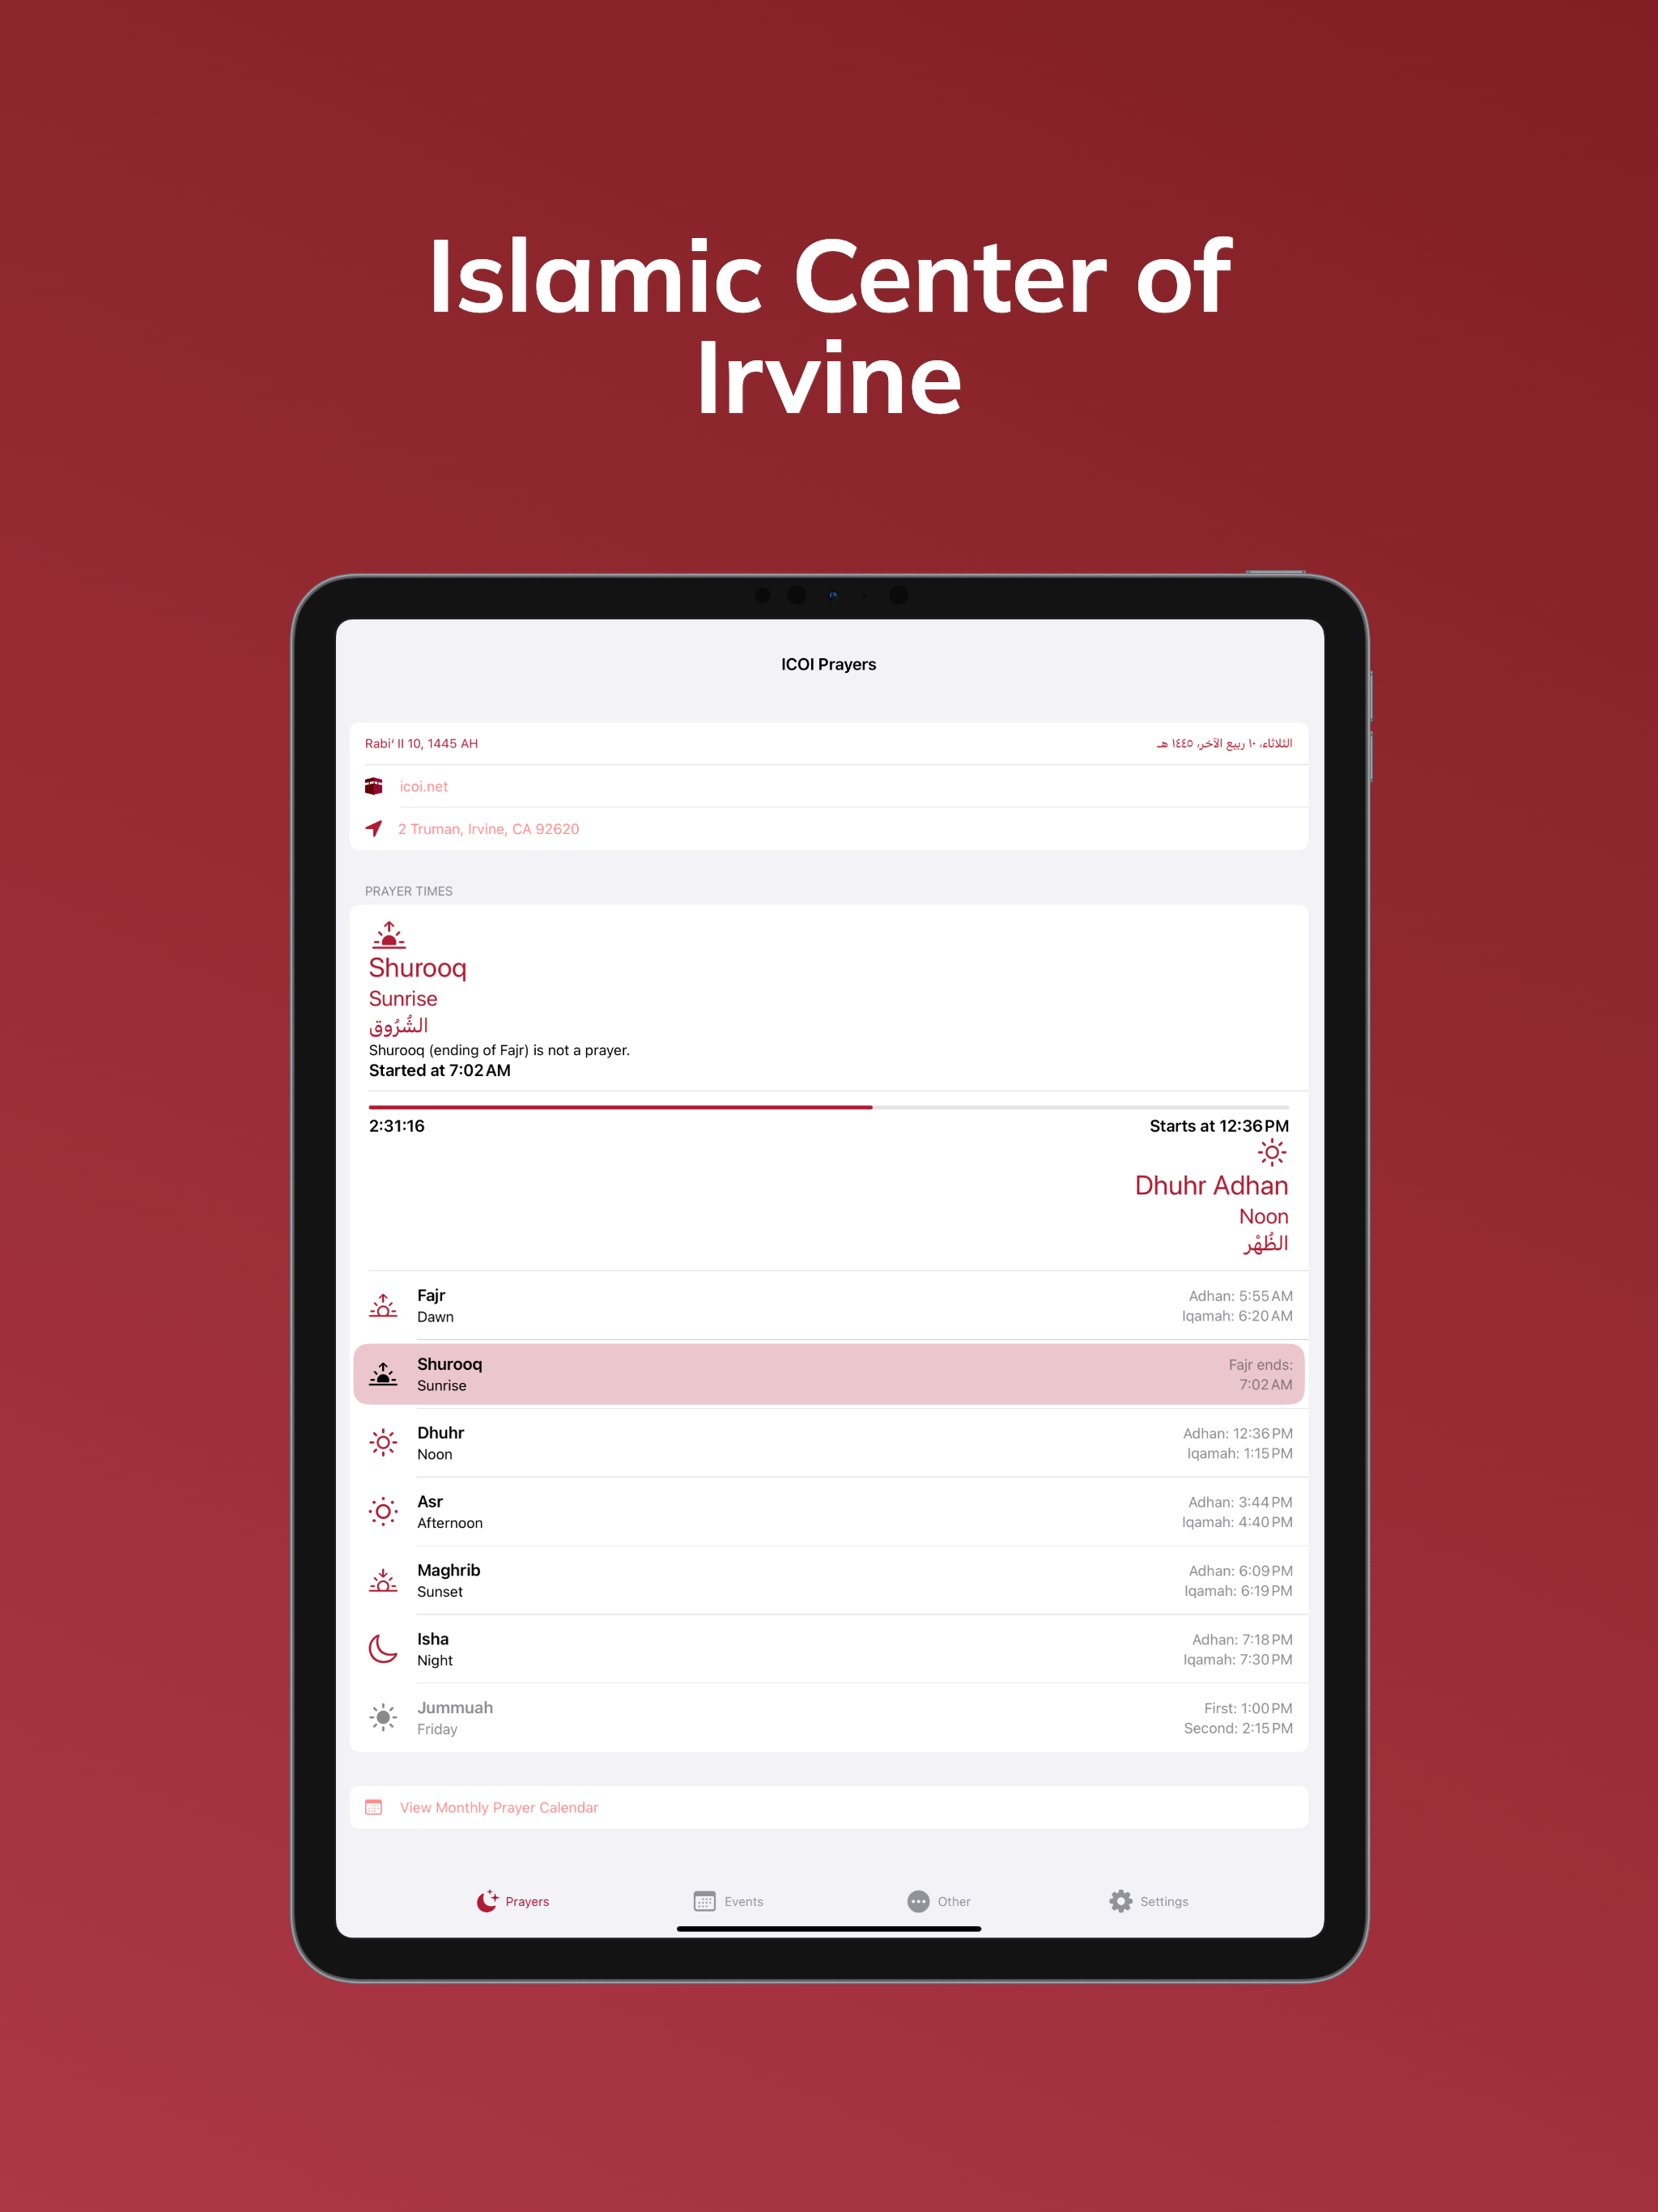 Islamic Center of
Irvine
ICOI Prayers
Rabiʻ II 10, 1445 AH
الثلاثاء، ١٠ ربيع الآخر، ١٤٤٥ هـ
icoi.net
2 Truman, Irvine, CA 92620
PRAYER TIMES
Shurooq
Sunrise
الشُرُوق
Shurooq (ending of Fajr) is not a prayer.
Started at 7:02 AM
2:31:16
Starts at 12:36 PM
Dhuhr Adhan
Noon
الظُهْر
Fajr
Dawn
Adhan: 5:55 AM
Iqamah: 6:20 AM
Shurooq
Sunrise
Fajr ends:
7:02 AM
Dhuhr
Noon
Adhan: 12:36 PM
Iqamah: 1:15 PM
Asr
Afternoon
Adhan: 3:44 PM
Iqamah: 4:40 PM
Maghrib
Sunset
Adhan: 6:09 PM
Iqamah: 6:19 PM
Isha
Night
Adhan: 7:18 PM
Iqamah: 7:30 PM
Jummuah
Friday
First: 1:00 PM
Second: 2:15 PM
View Monthly Prayer Calendar
Prayers
Events
Other
Settings